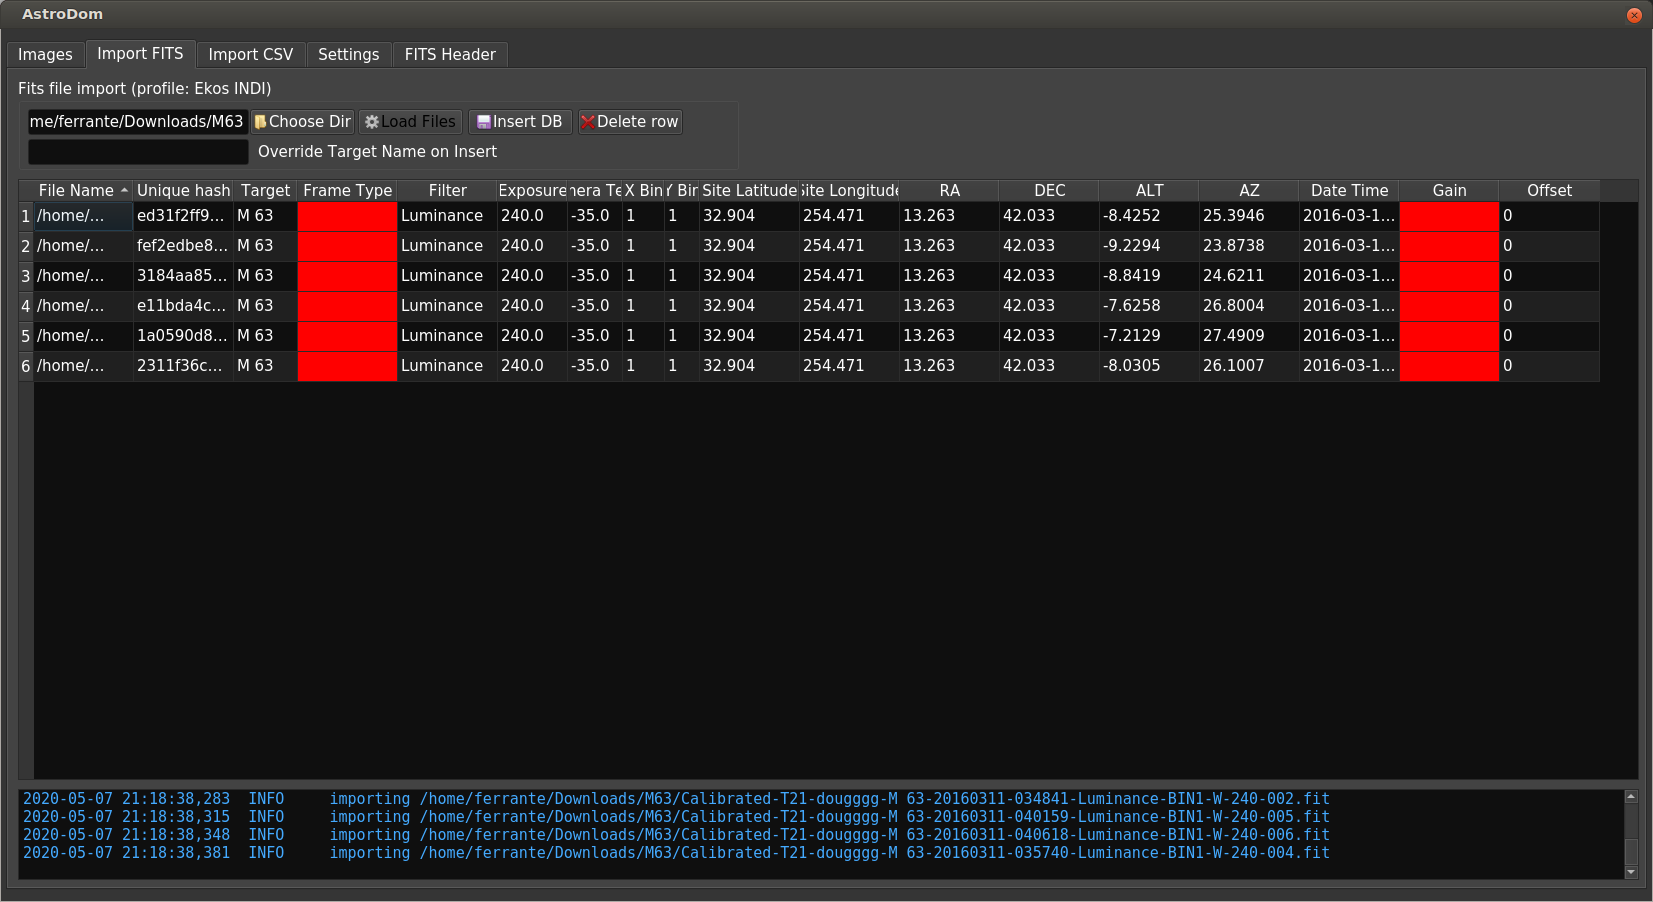 AstroDom
Images Import FITS Import CSV Settings FITS Header
Fits file import (profile: Ekos INDI)
me/ferrante/Downloads/M63 Choose Dir Load Files Insert DB Delete row
Override Target Name on Insert
File Name Unique hash Target Frame Type Filter Exposure nera Te X Bin Y Bin Site Latitude Site Longitude RA DEC ALT AZ Date Time Gain Offset
1 /home/... ed31f2ff9... M 63 Luminance 240.0 -35.0 1 1 32.904 254.471 13.263 42.033 -8.4252 25.3946 2016-03-1... 0
2 /home/... fef2edbe8... M 63 Luminance 240.0 -35.0 1 1 32.904 254.471 13.263 42.033 -9.2294 23.8738 2016-03-1... 0
3 /home/... 3184aa85... M 63 Luminance 240.0 -35.0 1 1 32.904 254.471 13.263 42.033 -8.8419 24.6211 2016-03-1... 0
4 /home/... e11bda4c... M 63 Luminance 240.0 -35.0 1 1 32.904 254.471 13.263 42.033 -7.6258 26.8004 2016-03-1... 0
5 /home/... 1a0590d8... M 63 Luminance 240.0 -35.0 1 1 32.904 254.471 13.263 42.033 -7.2129 27.4909 2016-03-1... 0
6 /home/... 2311f36c... M 63 Luminance 240.0 -35.0 1 1 32.904 254.471 13.263 42.033 -8.0305 26.1007 2016-03-1... 0
2020-05-07 21:18:38,283 INFO importing /home/ferrante/Downloads/M63/Calibrated-T21-dougggg-M 63-20160311-034841-Luminance-BIN1-W-240-002.fit
2020-05-07 21:18:38,315 INFO importing /home/ferrante/Downloads/M63/Calibrated-T21-dougggg-M 63-20160311-040159-Luminance-BIN1-W-240-005.fit
2020-05-07 21:18:38,348 INFO importing /home/ferrante/Downloads/M63/Calibrated-T21-dougggg-M 63-20160311-040618-Luminance-BIN1-W-240-006.fit
2020-05-07 21:18:38,381 INFO importing /home/ferrante/Downloads/M63/Calibrated-T21-dougggg-M 63-20160311-035740-Luminance-BIN1-W-240-004.fit